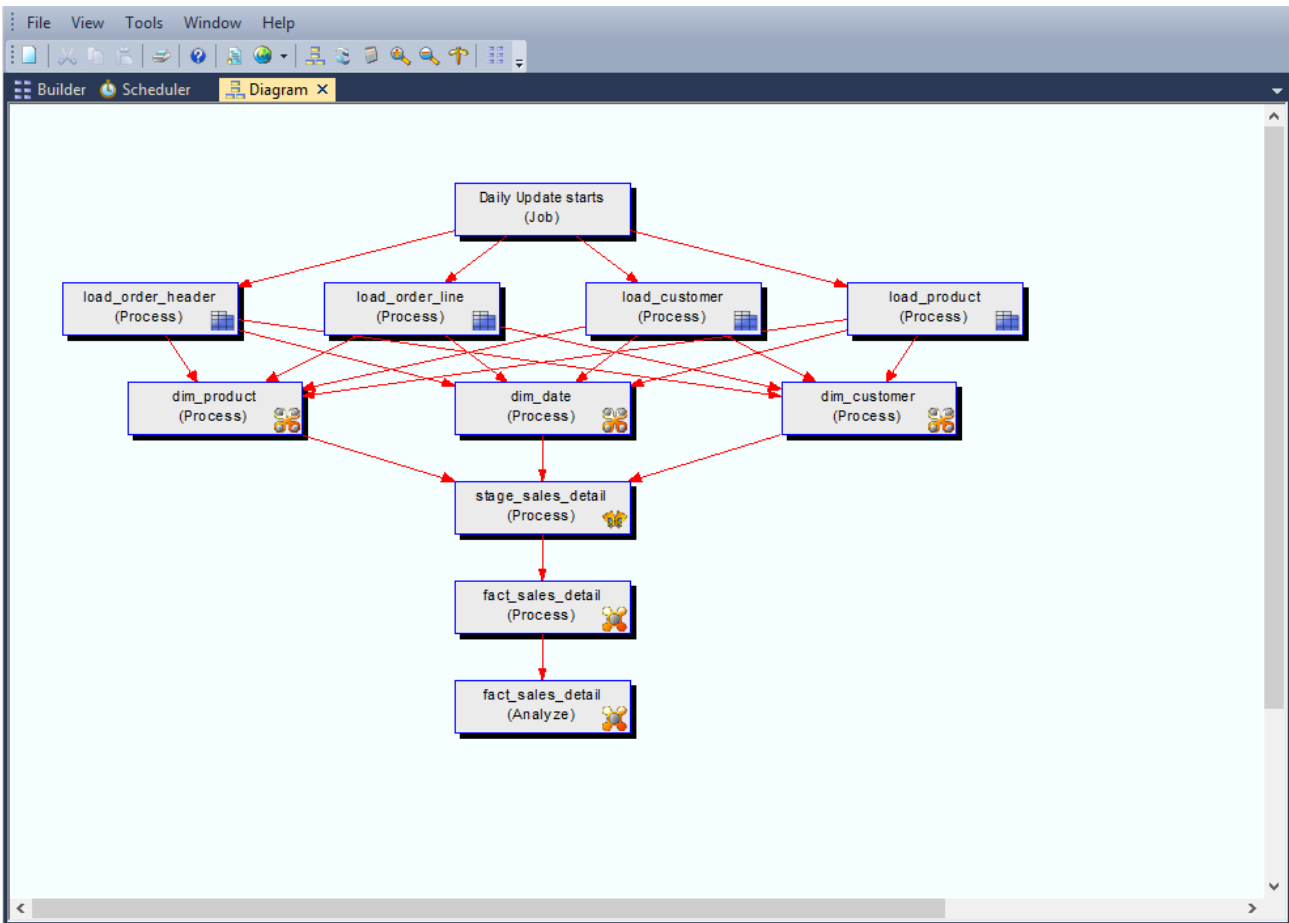 File View Tools Window Help
Builder Scheduler Diagram
Daily Update starts
(Job)
load_order_header
(Process)
load_order_line
(Process)
load_customer
(Process)
load_product
(Process)
dim_product
(Process)
dim_date
(Process)
dim_customer
(Process)
stage_sales_detail
(Process)
fact_sales_detail
(Process)
fact_sales_detail
(Analyze)